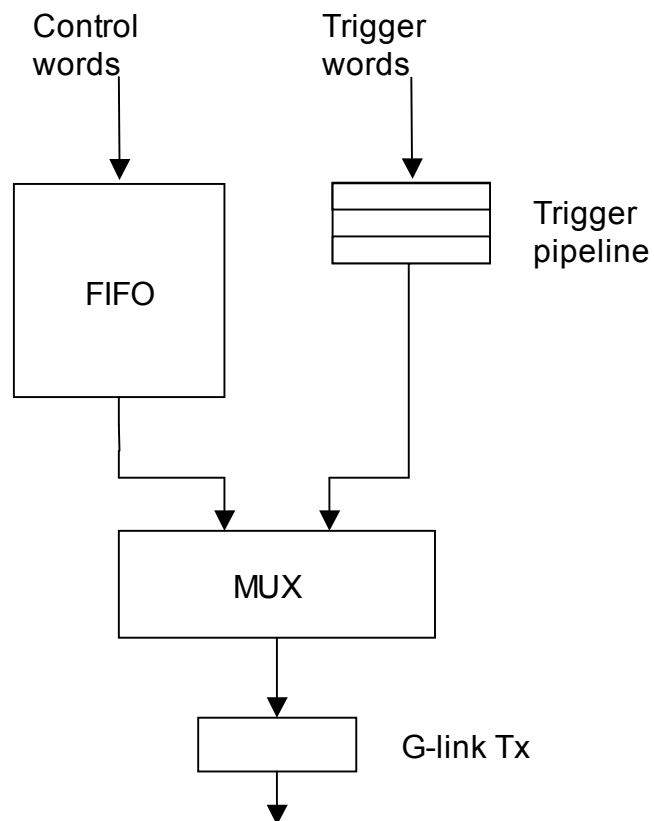 Control
words
Trigger
words
Trigger
pipeline
FIFO
MUX
G-link Tx